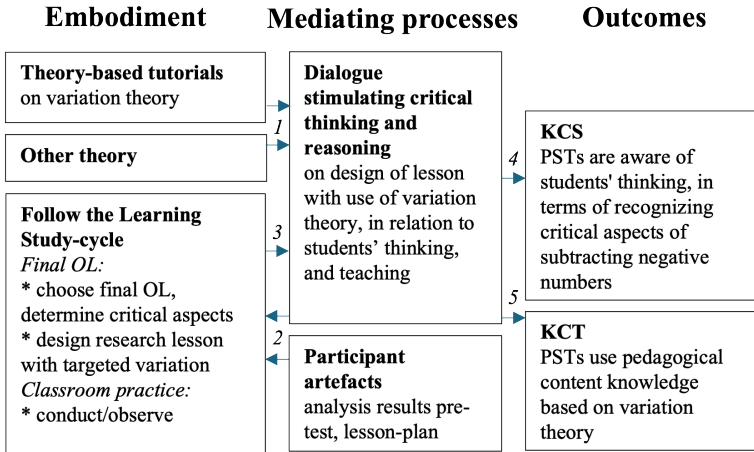 Embodiment
Mediating processes
Outcomes
Theory-based tutorials
on variation theory
Other theory
Follow the Learning
Study-cycle
Final OL:
* choose final OL,
determine critical aspects
* design research lesson
with targeted variation
Classroom practice:
* conduct/observe
1
3
2
Dialogue
stimulating critical
thinking and
reasoning
on design of lesson
with use of variation
theory, in relation to
students’ thinking,
and teaching
Participant
artefacts
analysis results pre-
test, lesson-plan
4
5
KCS
PSTs are aware of
students' thinking, in
terms of recognizing
critical aspects of
subtracting negative
numbers
KCT
PSTs use pedagogical
content knowledge
based on variation
theory